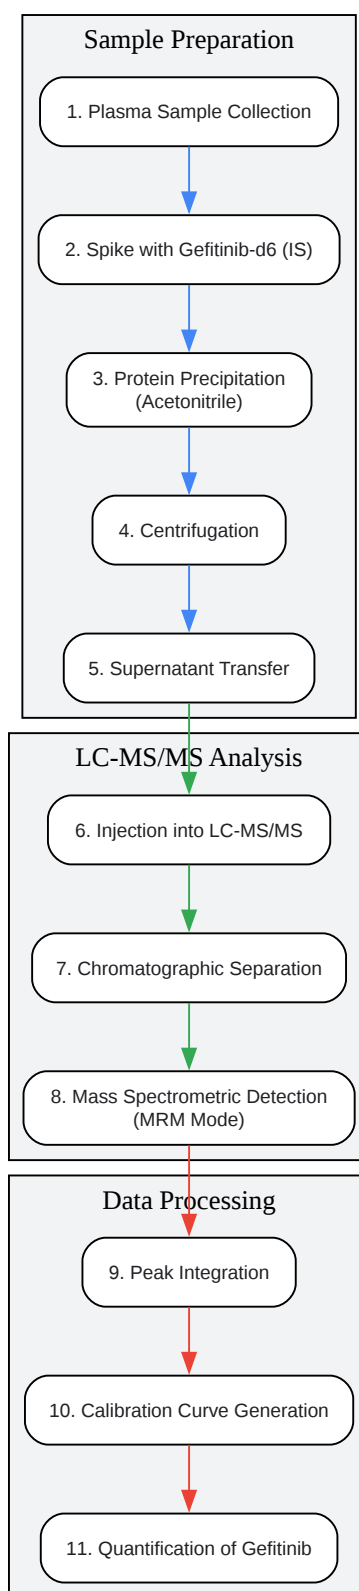 Sample Preparation
1. Plasma Sample Collection
2. Spike with Gefitinib-d6 (IS)
3. Protein Precipitation
(Acetonitrile)
4. Centrifugation
5. Supernatant Transfer
LC-MS/MS Analysis
6. Injection into LC-MS/MS
7. Chromatographic Separation
8. Mass Spectrometric Detection
(MRM Mode)
Data Processing
9. Peak Integration
10. Calibration Curve Generation
11. Quantification of Gefitinib